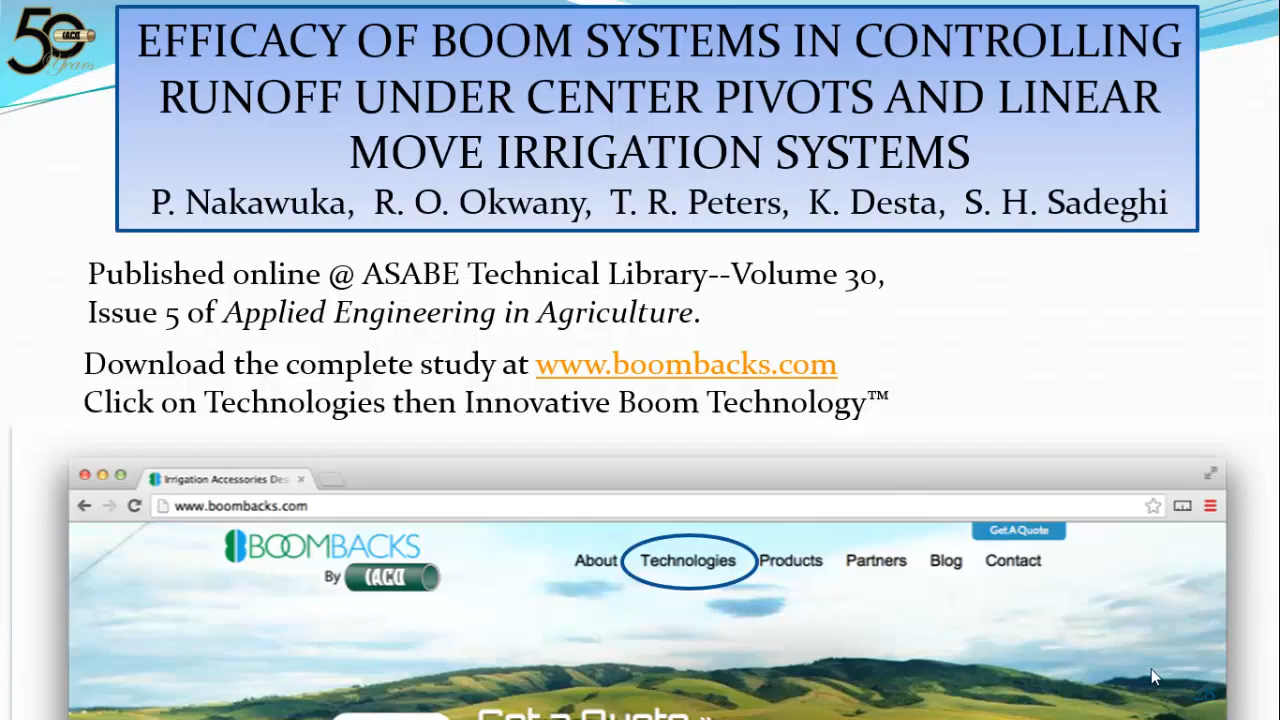 50
IACO
Years
EFFICACY OF BOOM SYSTEMS IN CONTROLLING
RUNOFF UNDER CENTER PIVOTS AND LINEAR
MOVE IRRIGATION SYSTEMS
P. Nakawuka, R. O. Okwany, T. R. Peters, K. Desta, S. H. Sadeghi
Published online @ ASABE Technical Library--Volume 30,
Issue 5 of Applied Engineering in Agriculture.
Download the complete study at www.boombacks.com
Click on Technologies then Innovative Boom Technology™
Irrigation Accessories Des
www.boombacks.com
Get A Quote
BOOMBACKS
By IACO
About Technologies Products Partners Blog Contact
Get a Quote »